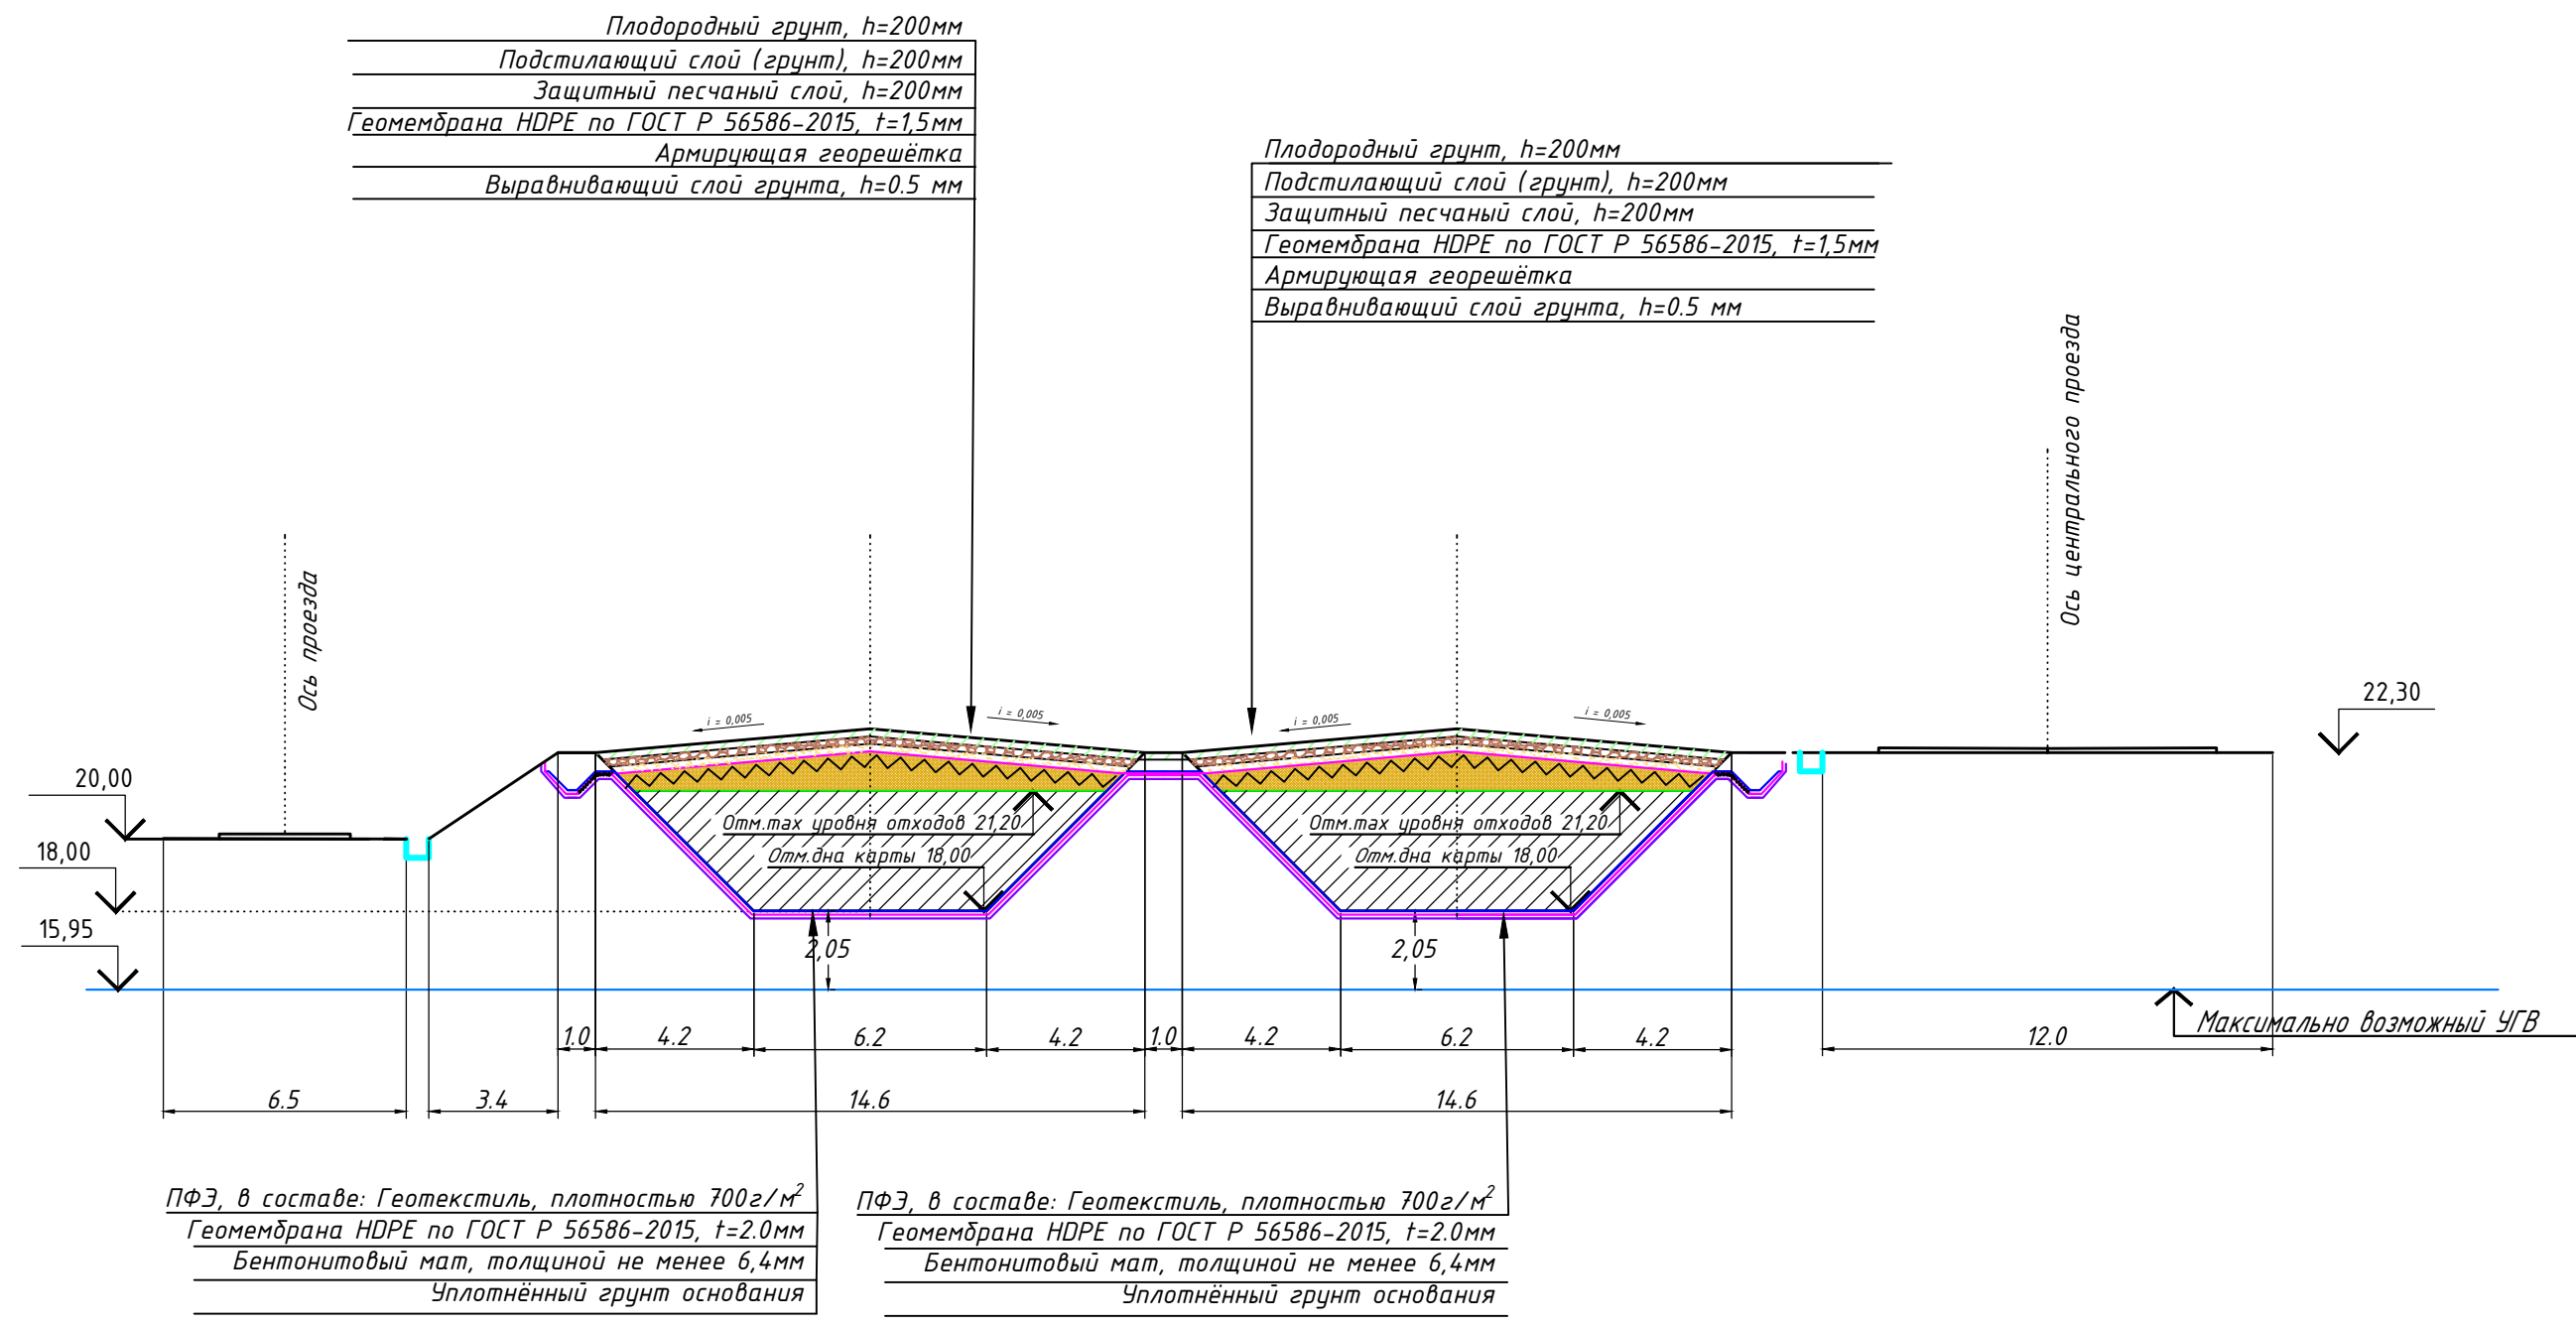 Плодородный грунт, h=200мм
Подстилающий слой (грунт), h=200мм
Защитный песчаный слой, h=200мм
Геомембрана HDPE по ГОСТ Р 56586-2015, t=1,5мм
Армирующая георешётка
Выравнивающий слой грунта, h=0.5 мм
Плодородный грунт, h=200мм
Подстилающий слой (грунт), h=200мм
Защитный песчаный слой, h=200мм
Геомембрана HDPE по ГОСТ Р 56586-2015, t=1,5мм
Армирующая георешётка
Выравнивающий слой грунта, h=0.5 мм
Ось проезда
Ось центрального проезда
22,30
i = 0,005
i = 0,005
i = 0,005
i = 0,005
20,00
18,00
15,95
Отм.max уровня отходов 21,20
Отм.дна карты 18,00
Отм.max уровня отходов 21,20
Отм.дна карты 18,00
2,05
2,05
Максимально возможный УГВ
1.0
4.2
6.2
4.2
1.0
4.2
6.2
4.2
12.0
6.5
3.4
14.6
14.6
ПФЭ, в составе: Геотекстиль, плотностью 700г/м²
Геомембрана HDPE по ГОСТ Р 56586-2015, t=2.0мм
Бентонитовый мат, толщиной не менее 6,4мм
Уплотнённый грунт основания
ПФЭ, в составе: Геотекстиль, плотностью 700г/м²
Геомембрана HDPE по ГОСТ Р 56586-2015, t=2.0мм
Бентонитовый мат, толщиной не менее 6,4мм
Уплотнённый грунт основания